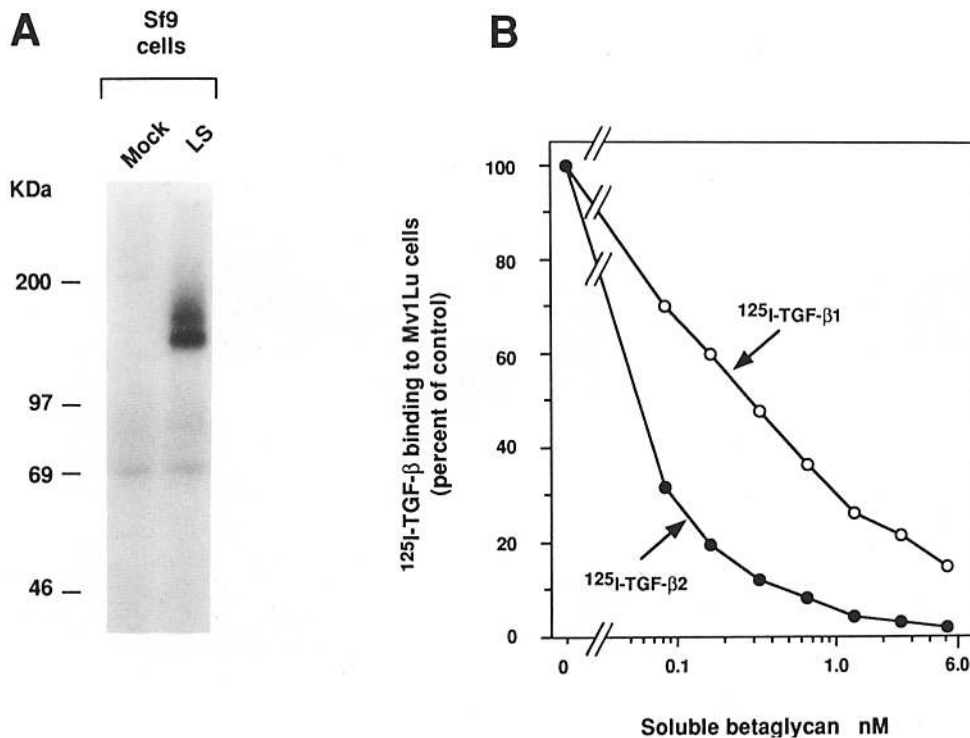 A
Sf9
cells
Mock
LS
KDa
200
97
69
46
B
125I-TGF-β binding to Mv1Lu cells
(percent of control)
100
80
60
40
20
0
125I-TGF-β1
125I-TGF-β2
0
0.1
1.0
6.0
Soluble betaglycan nM